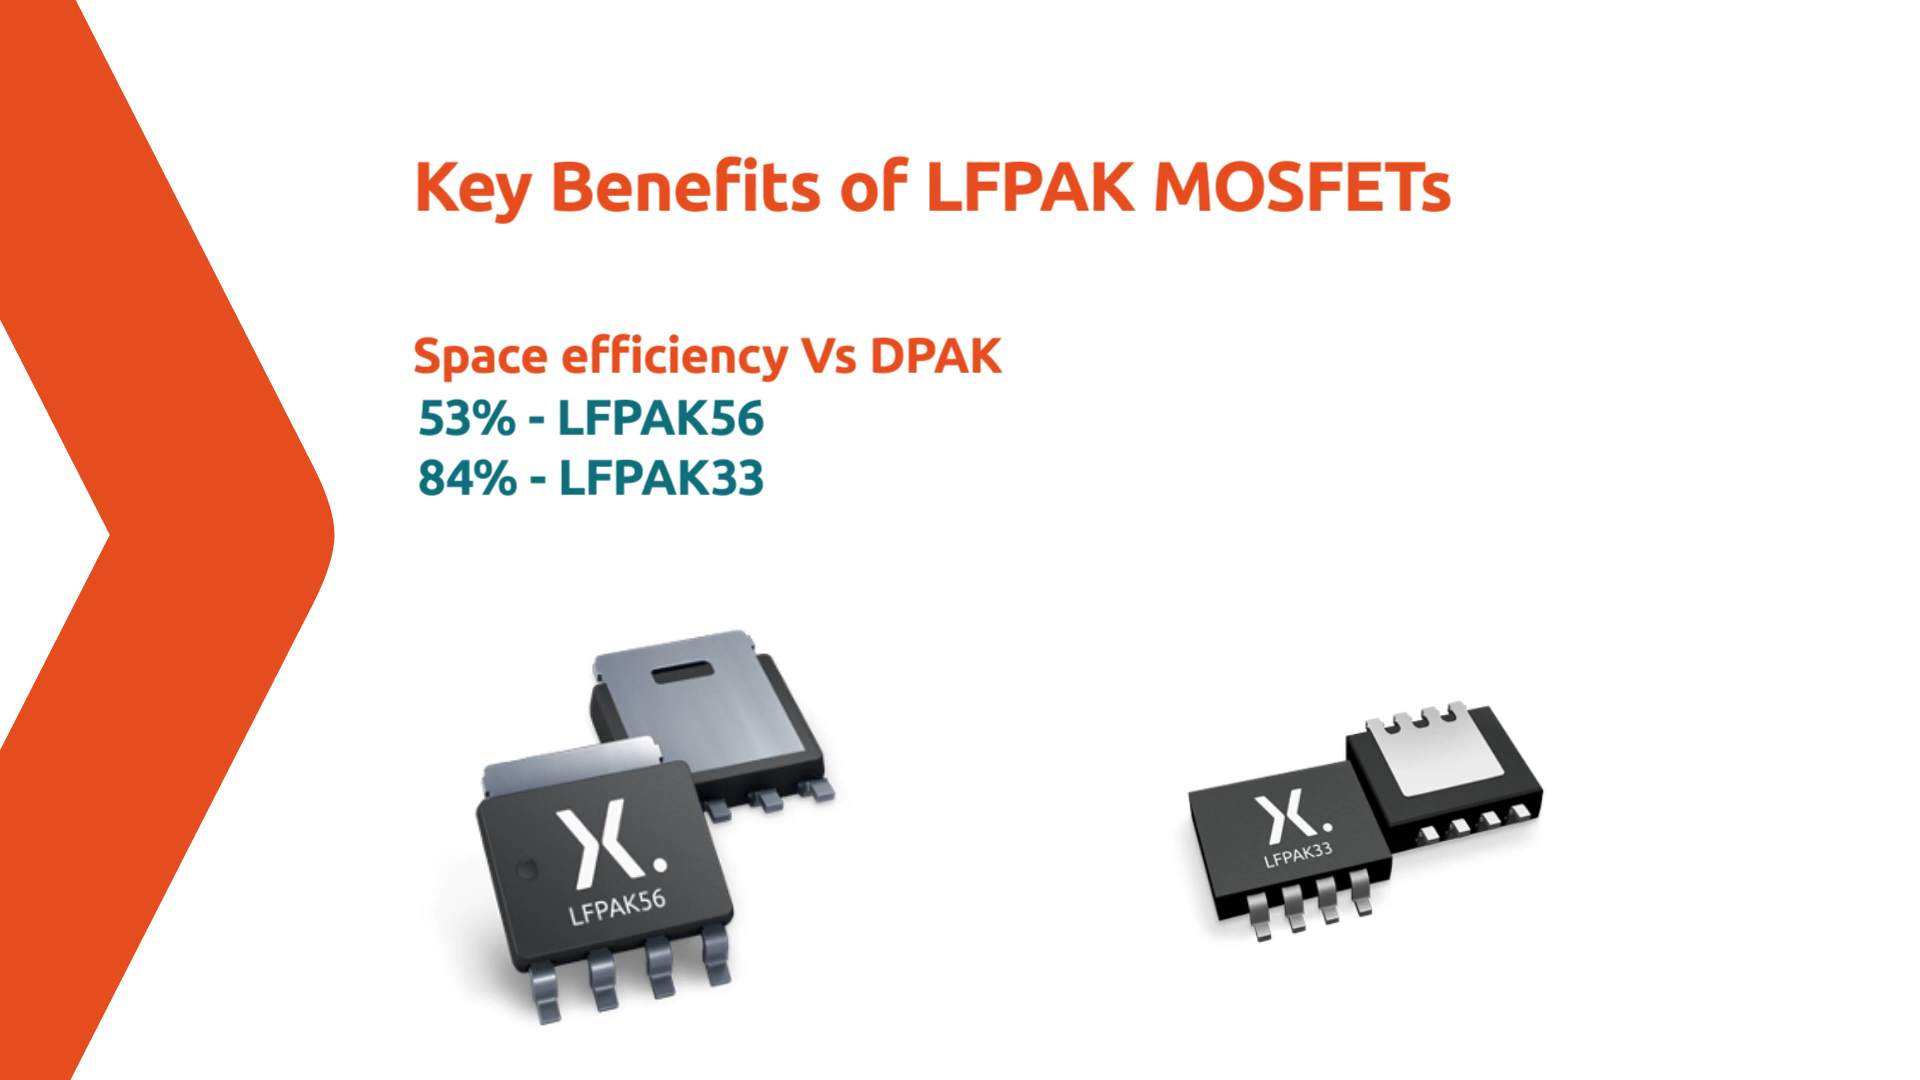 Key Benefits of LFPAK MOSFETs
Space efficiency Vs DPAK
53% - LFPAK56
84% - LFPAK33
X.
LFPAK56
X.
LFPAK33